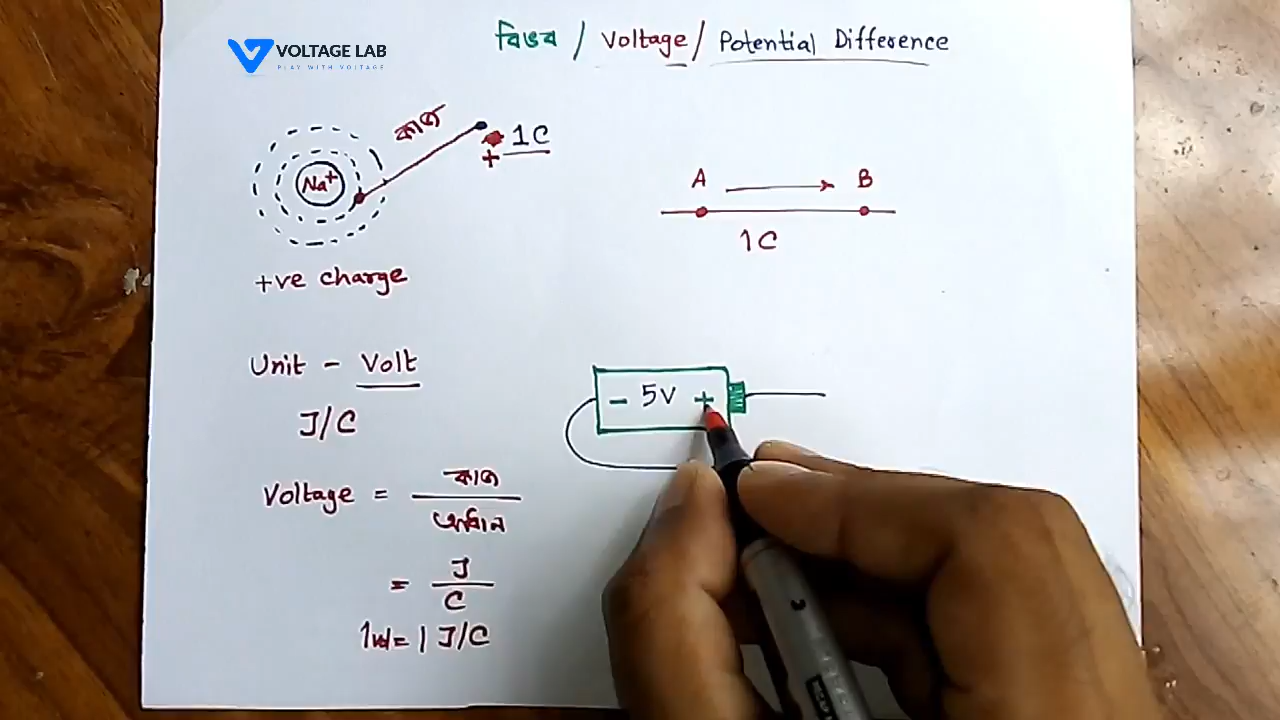 VOLTAGE LAB
PLAY WITH VOLTAGE
বিভব / Voltage / Potential Difference
কাজ
1C
+
Na+
+ve charge
A B
1C
Unit - Volt
J/C
- 5V +
Voltage = কাজ
আধান
= J
C
= 1 J/C